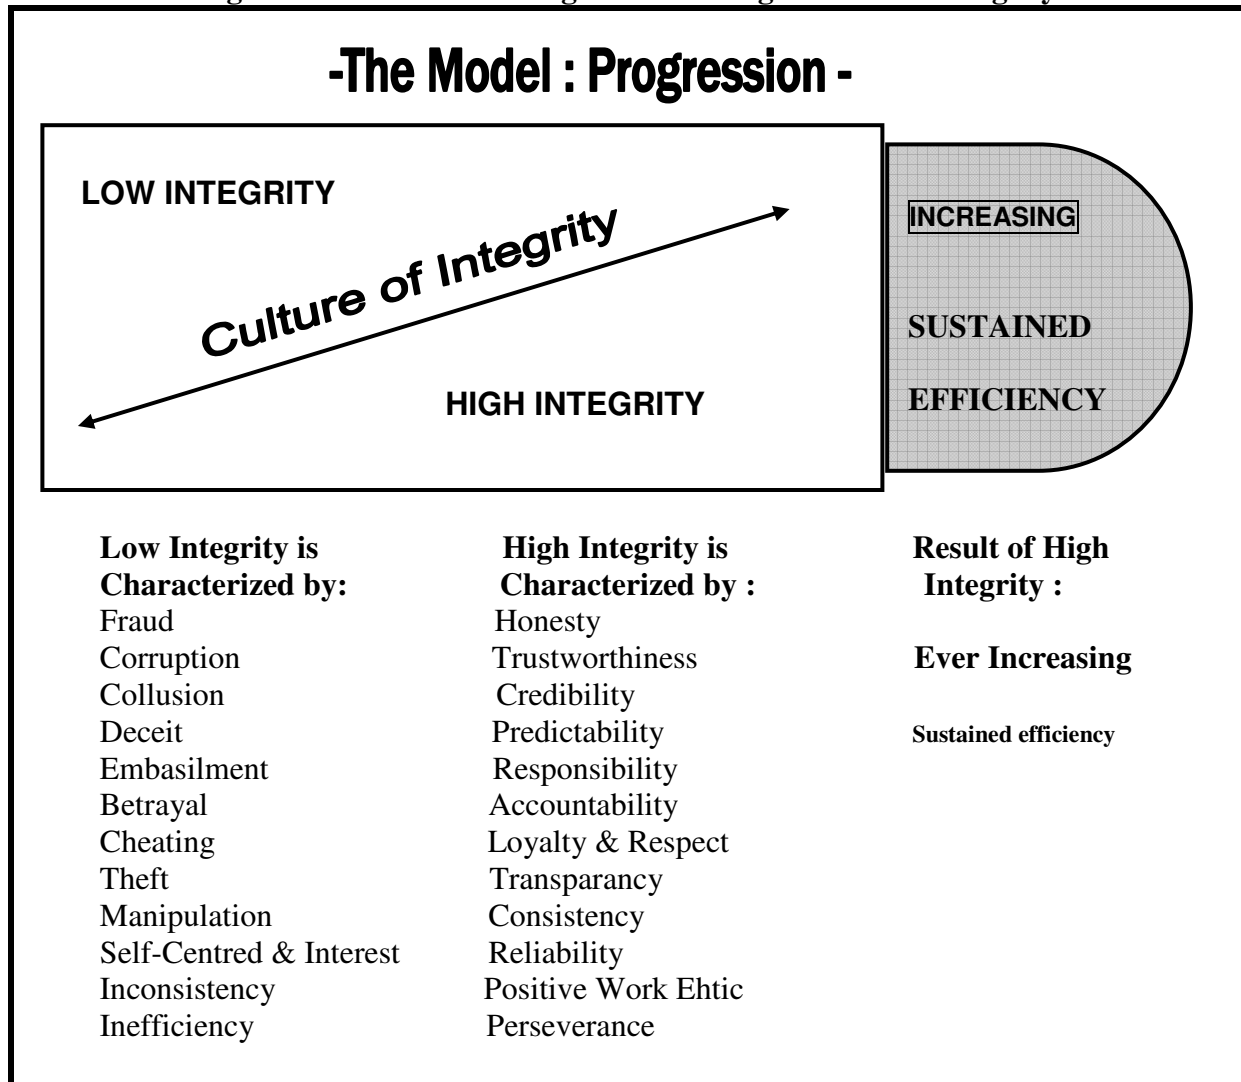 -The Model : Progression -
LOW INTEGRITY
Culture of Integrity
HIGH INTEGRITY
INCREASING
SUSTAINED
EFFICIENCY
Low Integrity is
Characterized by:
Fraud
Corruption
Collusion
Deceit
Embasilment
Betrayal
Cheating
Theft
Manipulation
Self-Centred & Interest
Inconsistency
Inefficiency
High Integrity is
Characterized by :
Honesty
Trustworthiness
Credibility
Predictability
Responsibility
Accountability
Loyalty & Respect
Transparancy
Consistency
Reliability
Positive Work Ehtic
Perseverance
Result of High
Integrity :
Ever Increasing
Sustained efficiency